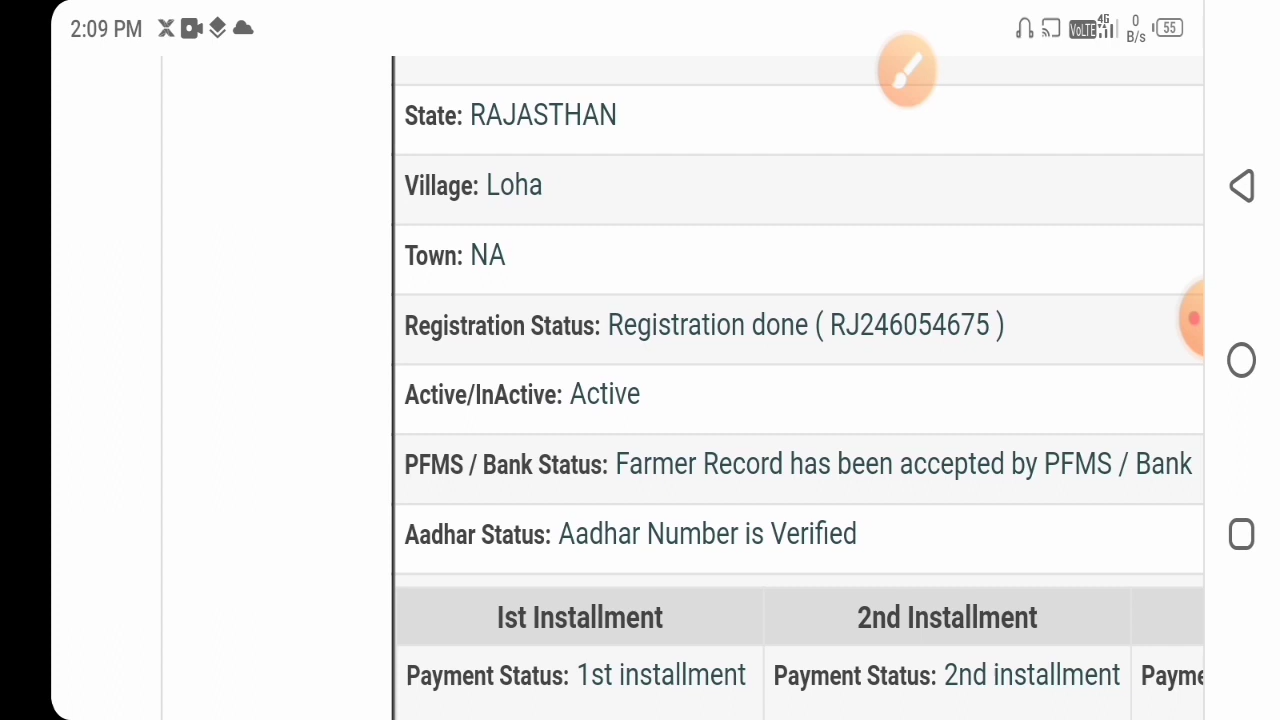 2:09 PM
4G
VoLTE
0
B/s
55
State: RAJASTHAN
Village: Loha
Town: NA
Registration Status: Registration done ( RJ246054675 )
Active/InActive: Active
PFMS / Bank Status: Farmer Record has been accepted by PFMS / Bank
Aadhar Status: Aadhar Number is Verified
Ist Installment 2nd Installment
Payment Status: 1st installment Payment Status: 2nd installment Payme